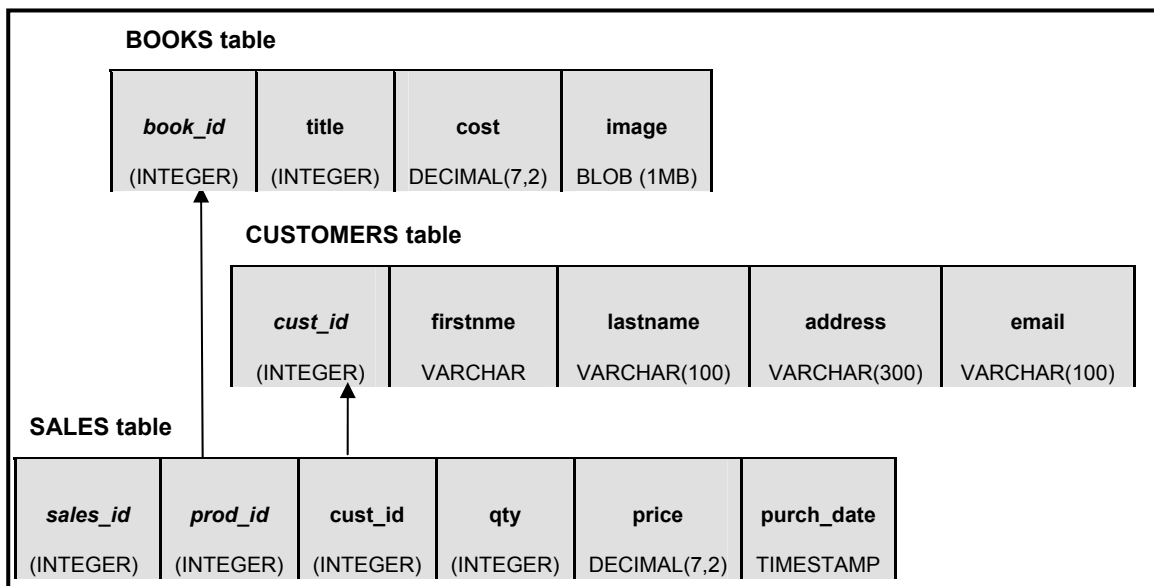 BOOKS table
book_id title cost image
(INTEGER) (INTEGER) DECIMAL(7,2) BLOB (1MB)
CUSTOMERS table
cust_id firstnme lastname address email
(INTEGER) VARCHAR VARCHAR(100) VARCHAR(300) VARCHAR(100)
SALES table
sales_id prod_id cust_id qty price purch_date
(INTEGER) (INTEGER) (INTEGER) (INTEGER) DECIMAL(7,2) TIMESTAMP